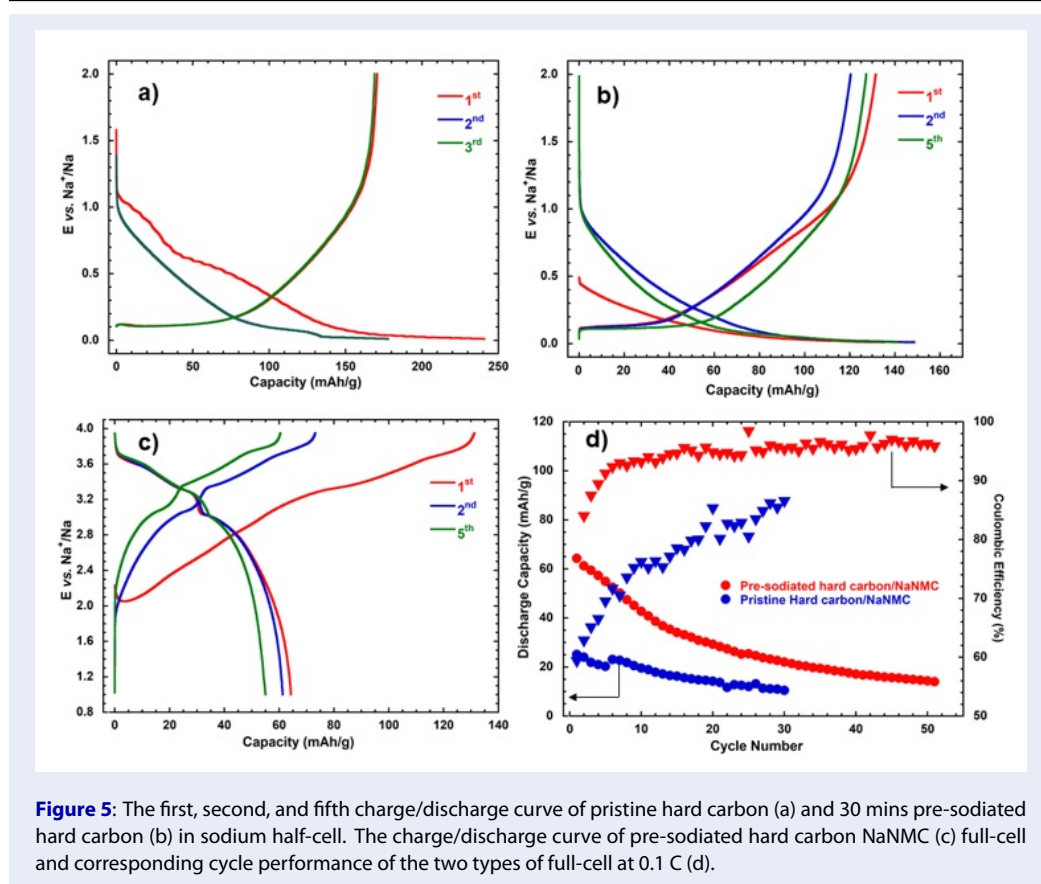 a)
2.0
1.5
1.0
0.5
0.0
E vs. Na+/Na
1st
2nd
3rd
0 50 100 150 200 250
Capacity (mAh/g)
b)
2.0
1.5
1.0
0.5
0.0
E vs. Na+/Na
1st
2nd
5th
0 20 40 60 80 100 120 140 160
Capacity (mAh/g)
c)
4.0
3.6
3.2
2.8
2.4
2.0
1.6
1.2
0.8
E vs. Na+/Na
1st
2nd
5th
0 20 40 60 80 100 120 140
Capacity (mAh/g)
d)
120
100
80
60
40
20
0
Discharge Capacity (mAh/g)
100
90
80
70
60
50
Coulombic Efficiency (%)
Pre-sodiated hard carbon/NaNMC
Pristine Hard carbon/NaNMC
0 10 20 30 40 50
Cycle Number
Figure 5: The first, second, and fifth charge/discharge curve of pristine hard carbon (a) and 30 mins pre-sodiated
hard carbon (b) in sodium half-cell. The charge/discharge curve of pre-sodiated hard carbon NaNMC (c) full-cell
and corresponding cycle performance of the two types of full-cell at 0.1 C (d).